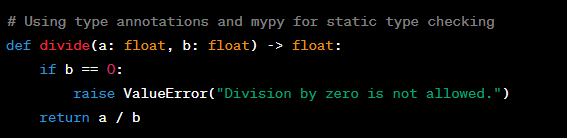 # Using type annotations and mypy for static type checking
def divide(a: float, b: float) -> float:
    if b == 0:
        raise ValueError("Division by zero is not allowed.")
    return a / b